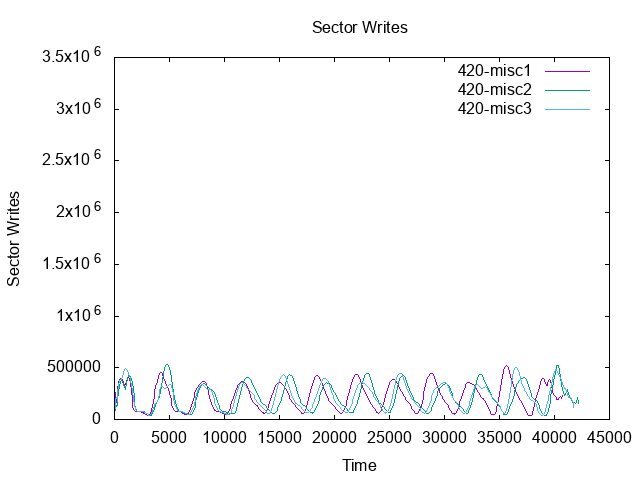 Sector Writes
3.5x10 6
3x10 6
2.5x10 6
2x10 6
1.5x10 6
1x10 6
500000
0
Sector Writes
420-misc1
420-misc2
420-misc3
0 5000 10000 15000 20000 25000 30000 35000 40000 45000
Time